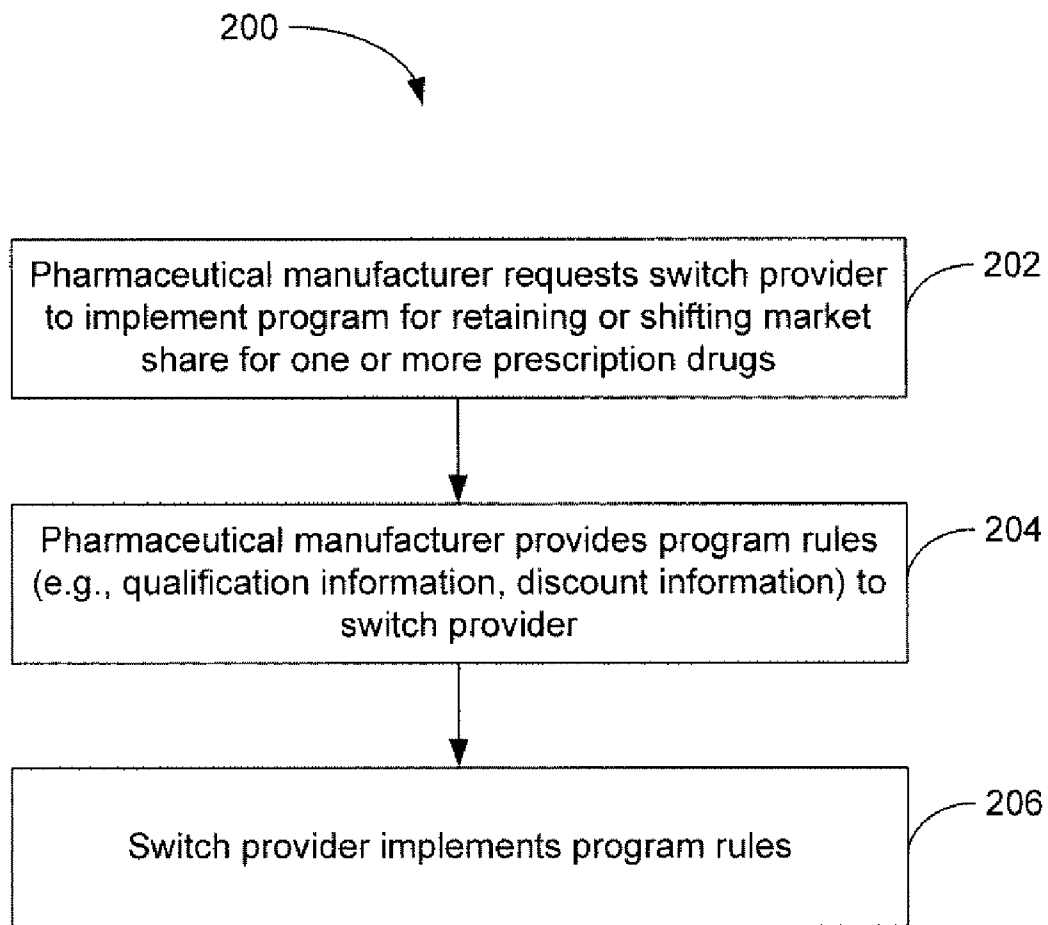 200
Pharmaceutical manufacturer requests switch provider
to implement program for retaining or shifting market
share for one or more prescription drugs
202
Pharmaceutical manufacturer provides program rules
(e.g., qualification information, discount information) to
switch provider
204
Switch provider implements program rules
206